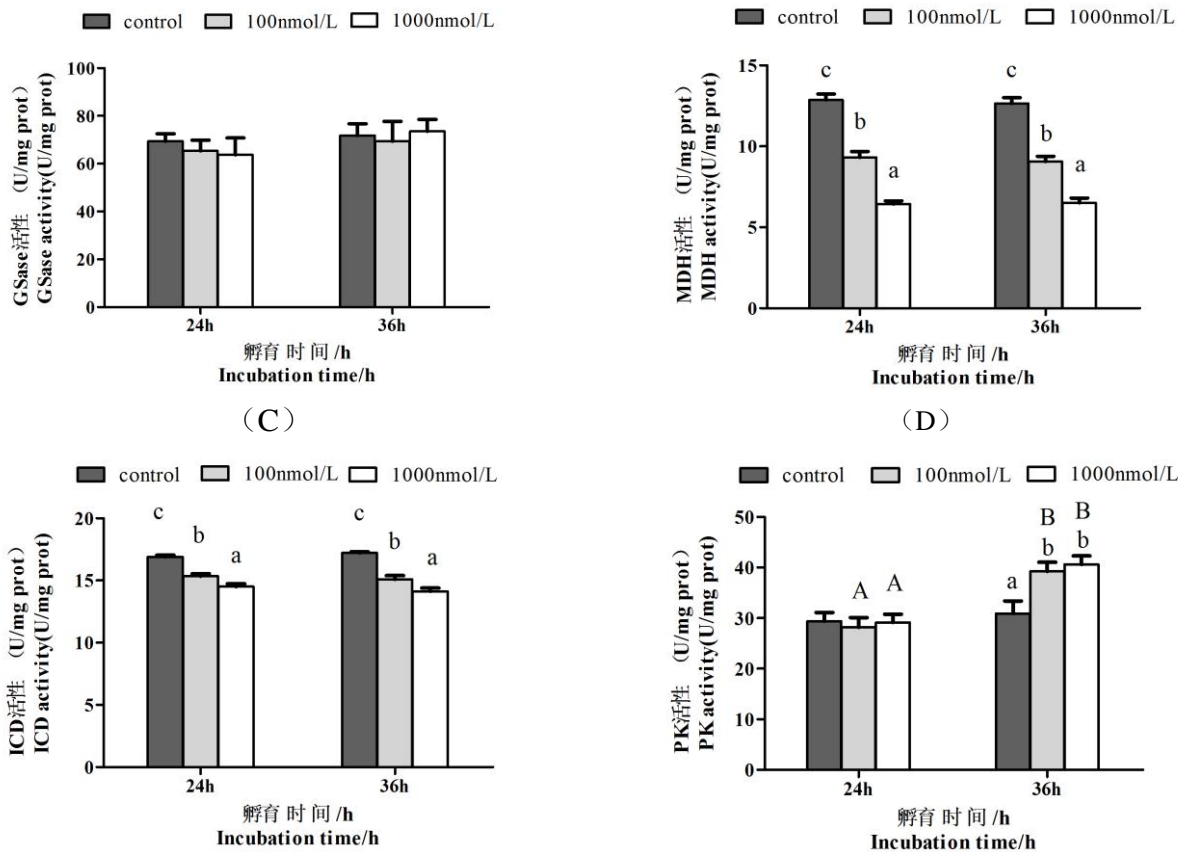 control 100nmol/L 1000nmol/L
GSase活性 （U/mg prot）
GSase activity(U/mg prot)
100
80
60
40
20
0
24h 36h
孵育 时 间 /h
Incubation time/h
（C）
control 100nmol/L 1000nmol/L
MDH活性 （U/mg prot）
MDH activity(U/mg prot)
15
10
5
0
c b a c b a
24h 36h
孵育 时 间 /h
Incubation time/h
（D）
control 100nmol/L 1000nmol/L
ICD活性 （U/mg prot）
ICD activity(U/mg prot)
20
15
10
5
0
c b a c b a
24h 36h
孵育 时 间 /h
Incubation time/h
control 100nmol/L 1000nmol/L
PK活性 （U/mg prot）
PK activity(U/mg prot)
50
40
30
20
10
0
B B
A A a b b
24h 36h
孵育 时 间 /h
Incubation time/h